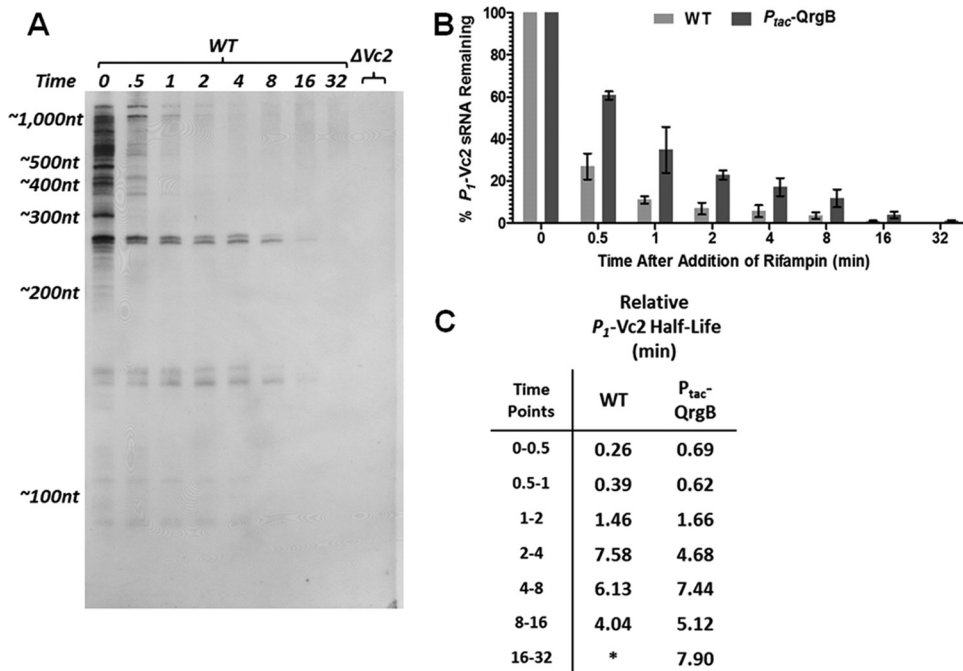 A
WT
ΔVc2
Time 0 .5 1 2 4 8 16 32
~1,000nt
~500nt
~400nt
~300nt
~200nt
~100nt
B
WT Ptac-QrgB
% P1-Vc2 sRNA Remaining
100
80
60
40
20
0
0 0.5 1 2 4 8 16 32
Time After Addition of Rifampin (min)
C
Relative
P1-Vc2 Half-Life
(min)
Time
Points
WT
Ptac-
QrgB
0-0.5 0.26 0.69
0.5-1 0.39 0.62
1-2 1.46 1.66
2-4 7.58 4.68
4-8 6.13 7.44
8-16 4.04 5.12
16-32 * 7.90